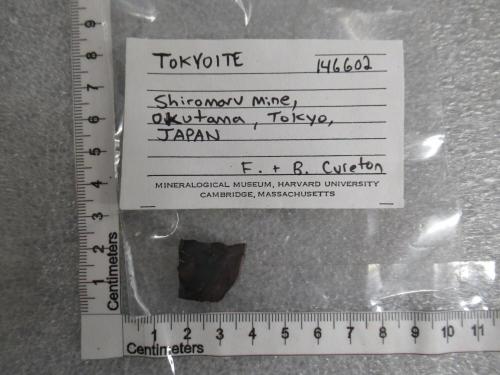 TOKYOITE 146602
Shiromaru Mine,
Okutama, Tokyo,
JAPAN
F. + B. Cureton
MINERALOGICAL MUSEUM, HARVARD UNIVERSITY
CAMBRIDGE, MASSACHUSETTS
9
8
7
6
5
4
3
2
1
Centimeters
1 2 3 4 5 6 7 8 9 10 11
Centimeters